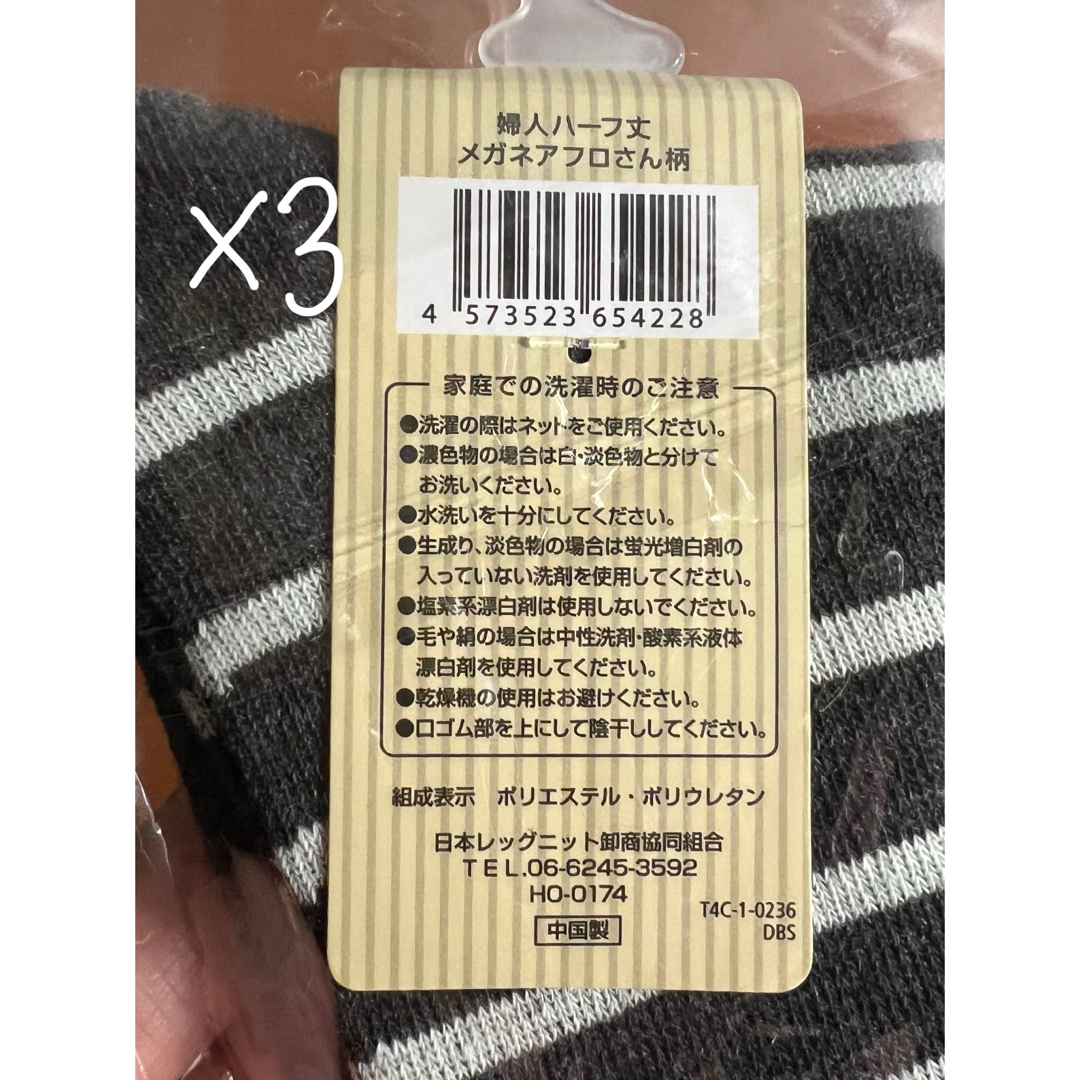 婦人ハーフ丈
メガネアフロさん柄
×3
4 573523 654228
家庭での洗濯時のご注意
●洗濯の際はネットをご使用ください。
●濃色物の場合は白・淡色物と分けて
お洗いください。
●水洗いを十分にしてください。
●生成り、淡色物の場合は蛍光増白剤の
入っていない洗剤を使用してください。
●塩素系漂白剤は使用しないでください。
●毛や絹の場合は中性洗剤・酸素系液体
漂白剤を使用してください。
●乾燥機の使用はお避けください。
●口ゴム部を上にして陰干ししてください。
組成表示 ポリエステル・ポリウレタン
日本レッグニット卸商協同組合
TEL.06-6245-3592
HO-0174
T4C-1-0236
DBS
中国製